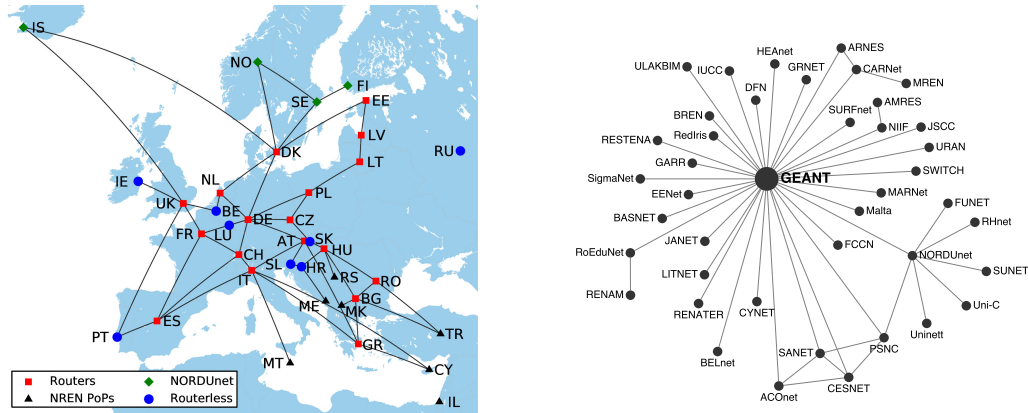 IS
NO
FI
SE
EE
LV
DK
RU
LT
IE
NL
PL
UK
BE
DE
CZ
LU
FR
AT
SK
HU
CH
SL
HR
IT
RS
RO
ME
MK
BG
ES
PT
TR
GR
MT
CY
IL
Routers
NORDUnet
NREN PoPs
Routerless
ARNES
HEAnet
ULAKBIM
IUCC
GRNET
CARNet
MREN
DFN
SURFnet
AMRES
BREN
RedIris
NIIF
JSCC
RESTENA
URAN
GARR
SWITCH
SigmaNet
GEANT
EENet
MARNet
FUNET
BASNET
Malta
RHnet
JANET
FCCN
RoEduNet
NORDUnet
LITNET
SUNET
RENAM
RENATER
CYNET
Uni-C
Uninett
BELnet
SANET
PSNC
CESNET
ACOnet